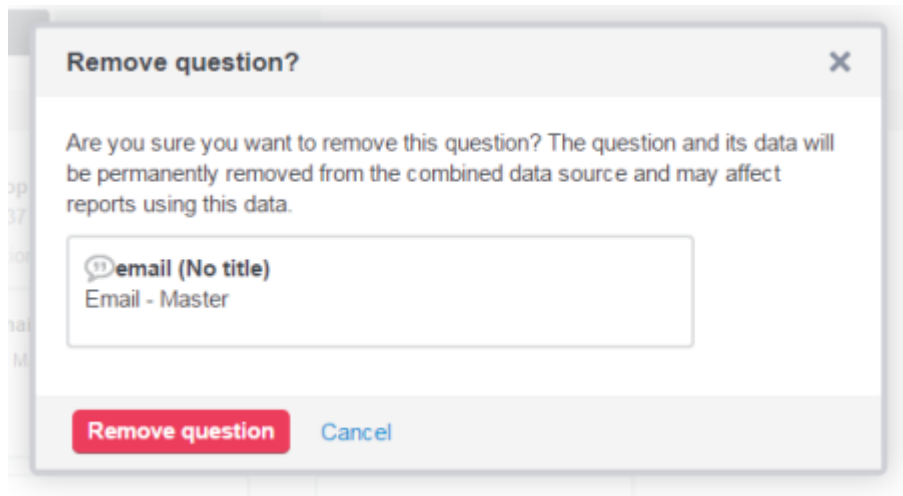 Remove question?
Are you sure you want to remove this question? The question and its data will
be permanently removed from the combined data source and may affect
reports using this data.
email (No title)
Email - Master
Remove question
Cancel